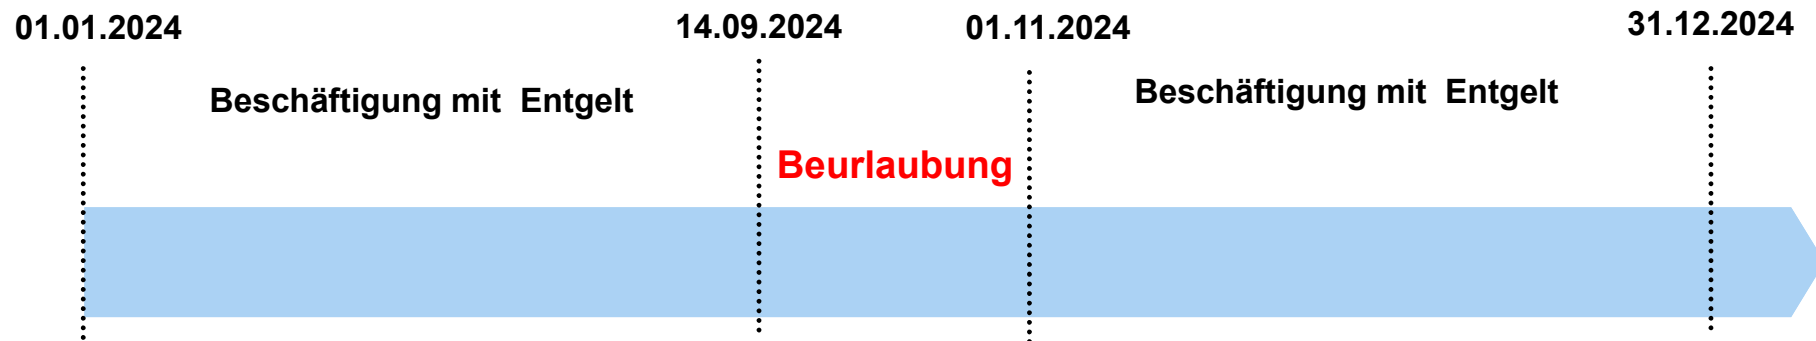 01.01.2024
14.09.2024
01.11.2024
31.12.2024
Beschäftigung mit Entgelt
Beschäftigung mit Entgelt
Beurlaubung